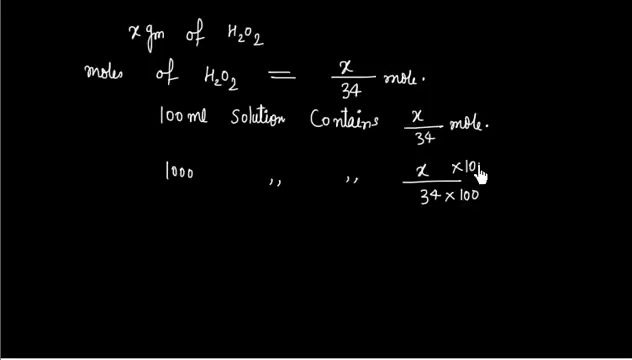 x gm of H₂O₂
moles of H₂O₂ = x/34 mole.
100 ml Solution Contains x/34 mole.
1000 ,, ,, x × 10 / 34 × 100